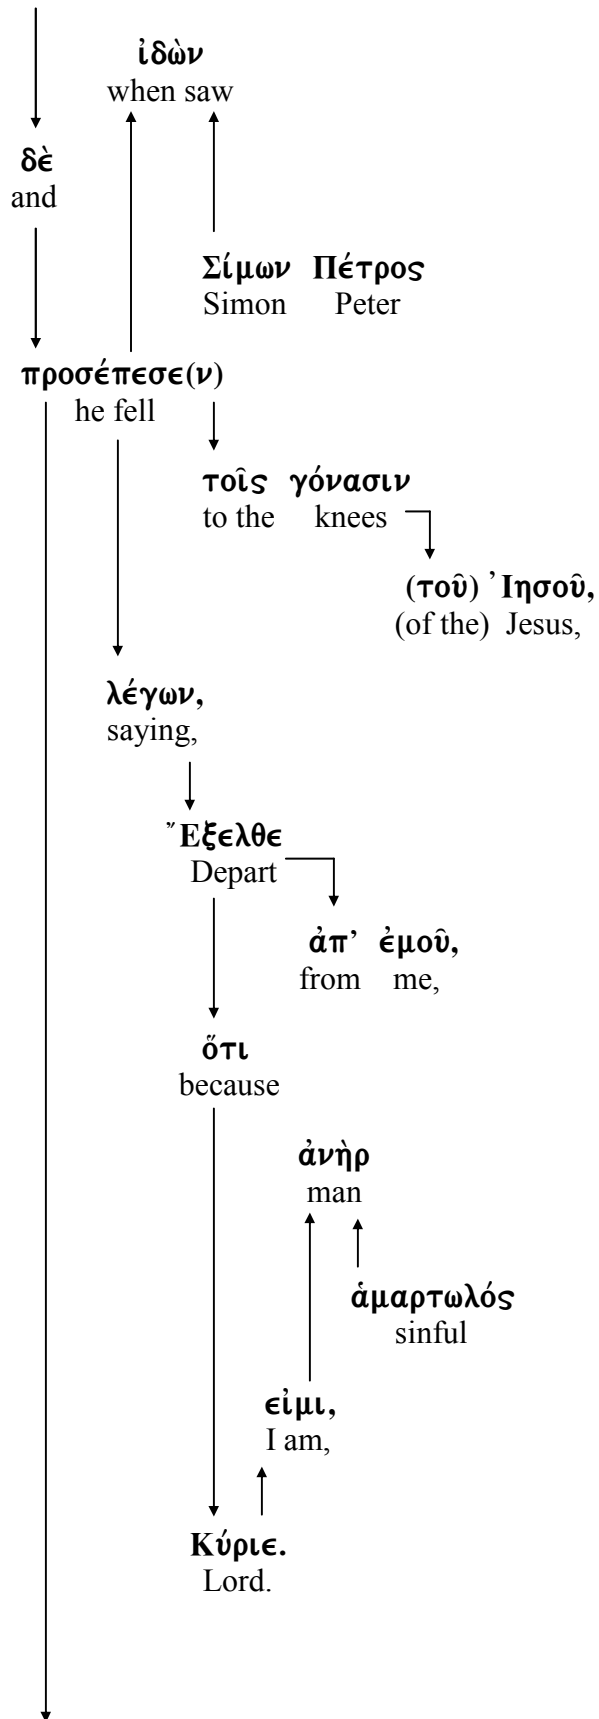 ἰδὼν
when saw
δὲ
and
Σίμων Πέτρος
Simon Peter
προσέπεσε(ν)
he fell
τοῖς γόνασιν
to the knees
(τοῦ) Ἰησοῦ,
(of the) Jesus,
λέγων,
saying,
Ἔξελθε
Depart
ἀπ’ ἐμοῦ,
from me,
ὅτι
because
ἀνὴρ
man
ἁμαρτωλός
sinful
εἰμι,
I am,
Κύριε.
Lord.